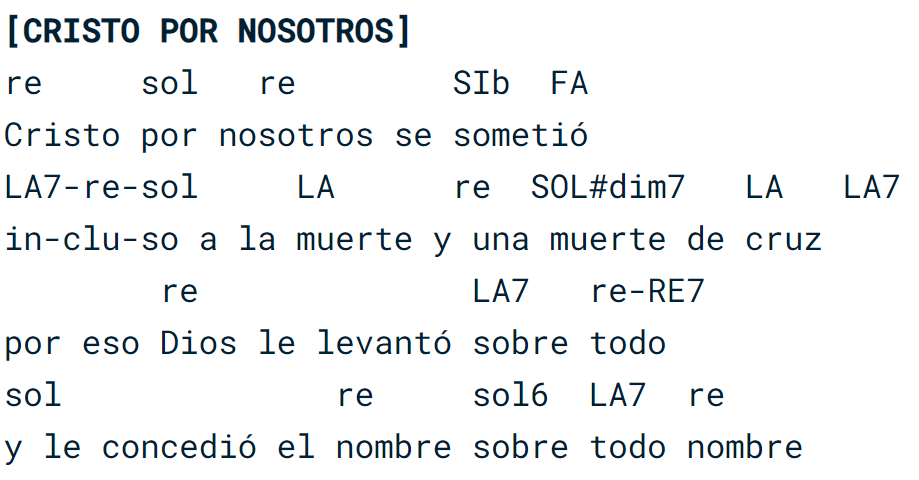 [CRISTO POR NOSOTROS]
re     sol   re        SIb  FA
Cristo por nosotros se sometió
LA7-re-sol     LA      re  SOL#dim7   LA   LA7
in-clu-so a la muerte y una muerte de cruz
        re              LA7   re-RE7
por eso Dios le levantó sobre todo
sol              re     sol6  LA7  re
y le concedió el nombre sobre todo nombre